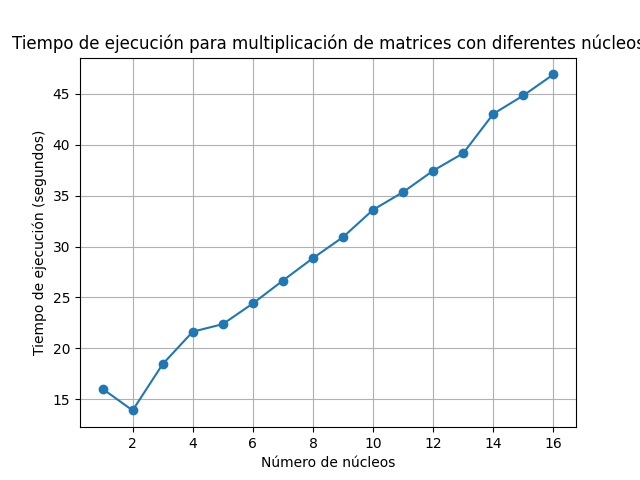 Tiempo de ejecución para multiplicación de matrices con diferentes núcleos
Tiempo de ejecución (segundos)
45
40
35
30
25
20
15
2 4 6 8 10 12 14 16
Número de núcleos